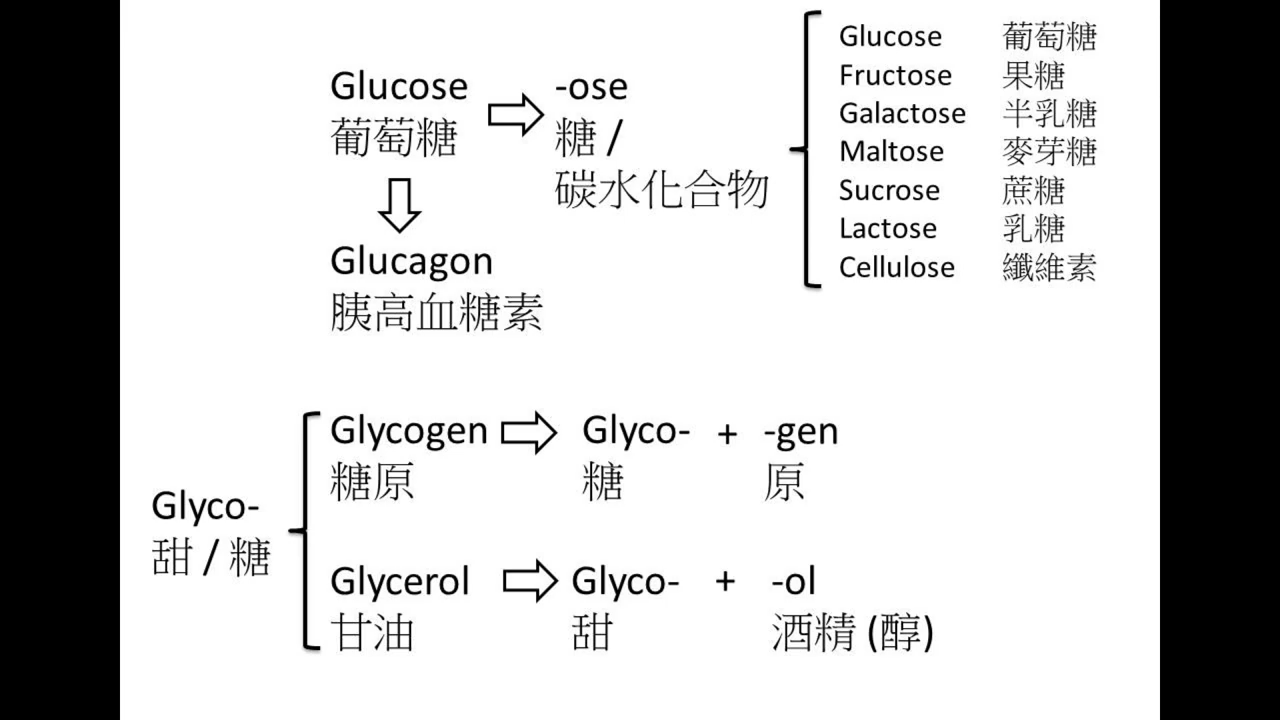 Glucose
葡萄糖
-ose
糖 /
碳水化合物
Glucose 葡萄糖
Fructose 果糖
Galactose 半乳糖
Maltose 麥芽糖
Sucrose 蔗糖
Lactose 乳糖
Cellulose 纖維素
Glucagon
胰高血糖素
Glyco-
甜 / 糖
Glycogen Glyco- + -gen
糖原 糖 原
Glycerol Glyco- + -ol
甘油 甜 酒精 (醇)